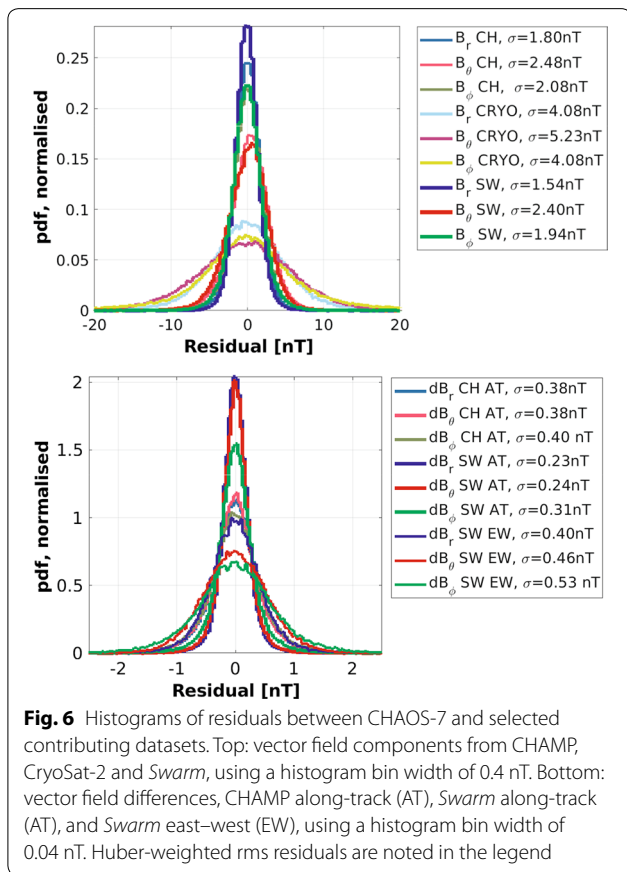 0.25
0.2
0.15
0.1
0.05
0
pdf, normalised
-20 -10 0 10 20
Residual [nT]
B_r CH, σ=1.80nT
B_θ CH, σ=2.48nT
B_ϕ CH, σ=2.08nT
B_r CRYO, σ=4.08nT
B_θ CRYO, σ=5.23nT
B_ϕ CRYO, σ=4.08nT
B_r SW, σ=1.54nT
B_θ SW, σ=2.40nT
B_ϕ SW, σ=1.94nT
2
1.5
1
0.5
0
pdf, normalised
-2 -1 0 1 2
Residual [nT]
dB_r CH AT, σ=0.38nT
dB_θ CH AT, σ=0.38nT
dB_ϕ CH AT, σ=0.40 nT
dB_r SW AT, σ=0.23nT
dB_θ SW AT, σ=0.24nT
dB_ϕ SW AT, σ=0.31nT
dB_r SW EW, σ=0.40nT
dB_θ SW EW, σ=0.46nT
dB_ϕ SW EW, σ=0.53 nT
Fig. 6 Histograms of residuals between CHAOS-7 and selected
contributing datasets. Top: vector field components from CHAMP,
CryoSat-2 and Swarm, using a histogram bin width of 0.4 nT. Bottom:
vector field differences, CHAMP along-track (AT), Swarm along-track
(AT), and Swarm east–west (EW), using a histogram bin width of
0.04 nT. Huber-weighted rms residuals are noted in the legend